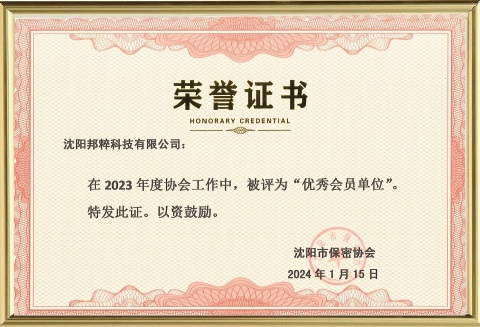 荣誉证书
HONORARY CREDENTIAL
沈阳邦粹科技有限公司：
在 2023 年度协会工作中，被评为“优秀会员单位”。
特发此证。以资鼓励。
沈阳市保密协会
2024 年 1 月 15 日